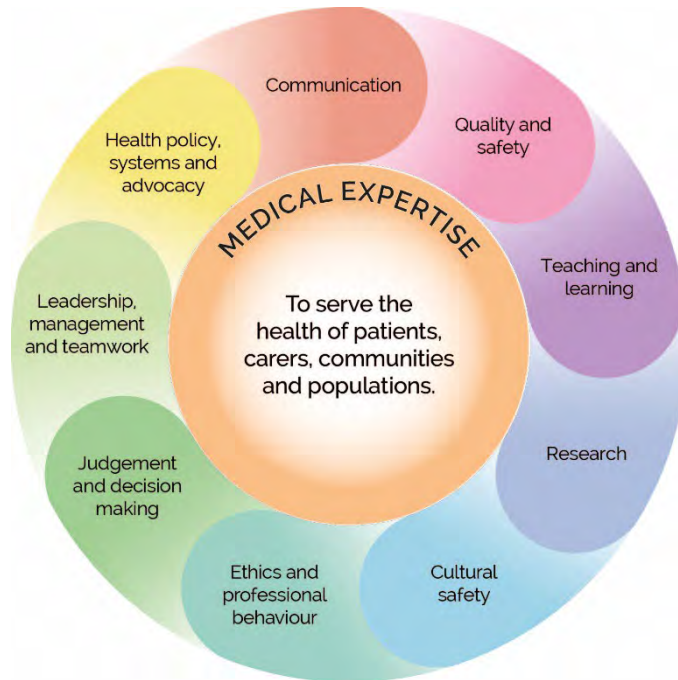 Communication
Quality and
safety
Teaching and
learning
Research
Cultural
safety
Ethics and
professional
behaviour
Judgement
and decision
making
Leadership,
management
and teamwork
Health policy,
systems and
advocacy
MEDICAL EXPERTISE
To serve the
health of patients,
carers, communities
and populations.